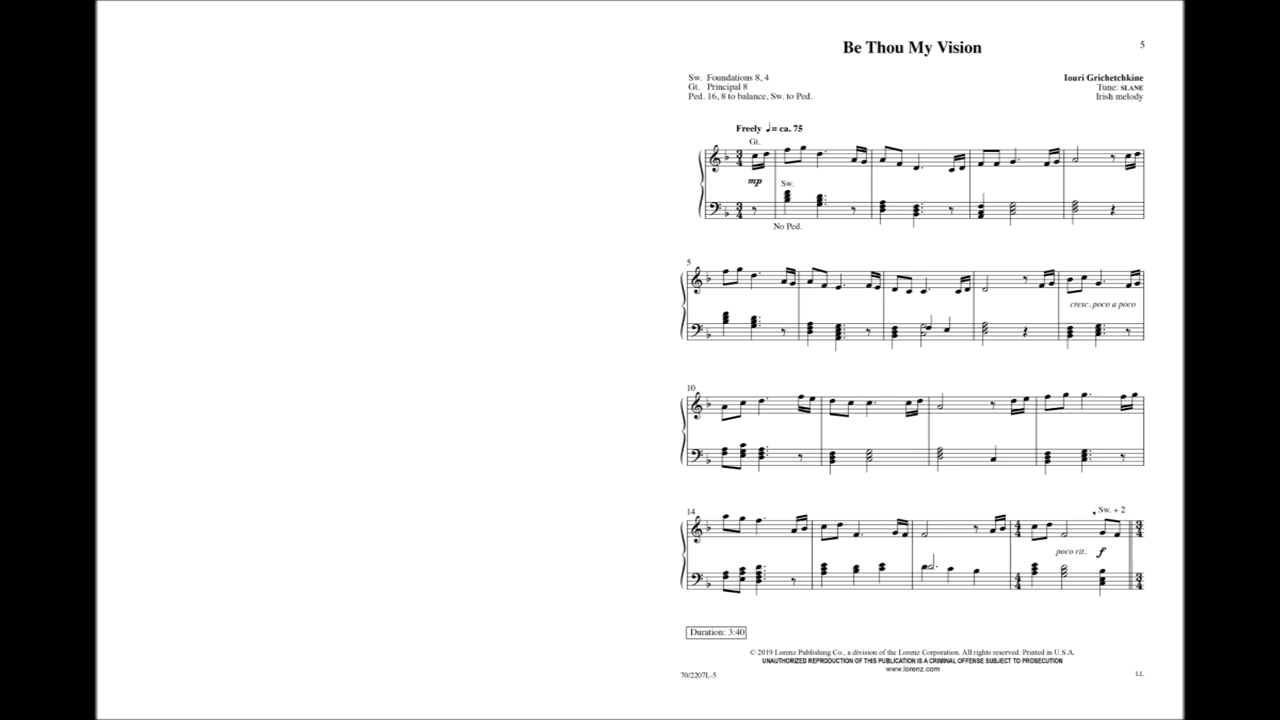 Be Thou My Vision
5
Sw. Foundations 8, 4
Gt. Principal 8
Ped. 16, 8 to balance, Sw. to Ped.
Iouri Grichetchkine
Tune: SLANE
Irish melody
Freely ♩= ca. 75
Gt.
mp
Sw.
No Ped.
5
cresc. poco a poco
10
14
Sw. + 2
poco rit. f
Duration: 3:40
© 2019 Lorenz Publishing Co., a division of the Lorenz Corporation. All rights reserved. Printed in U.S.A.
UNAUTHORIZED REPRODUCTION OF THIS PUBLICATION IS A CRIMINAL OFFENSE SUBJECT TO PROSECUTION
www.lorenz.com
70/2207L-5
LL